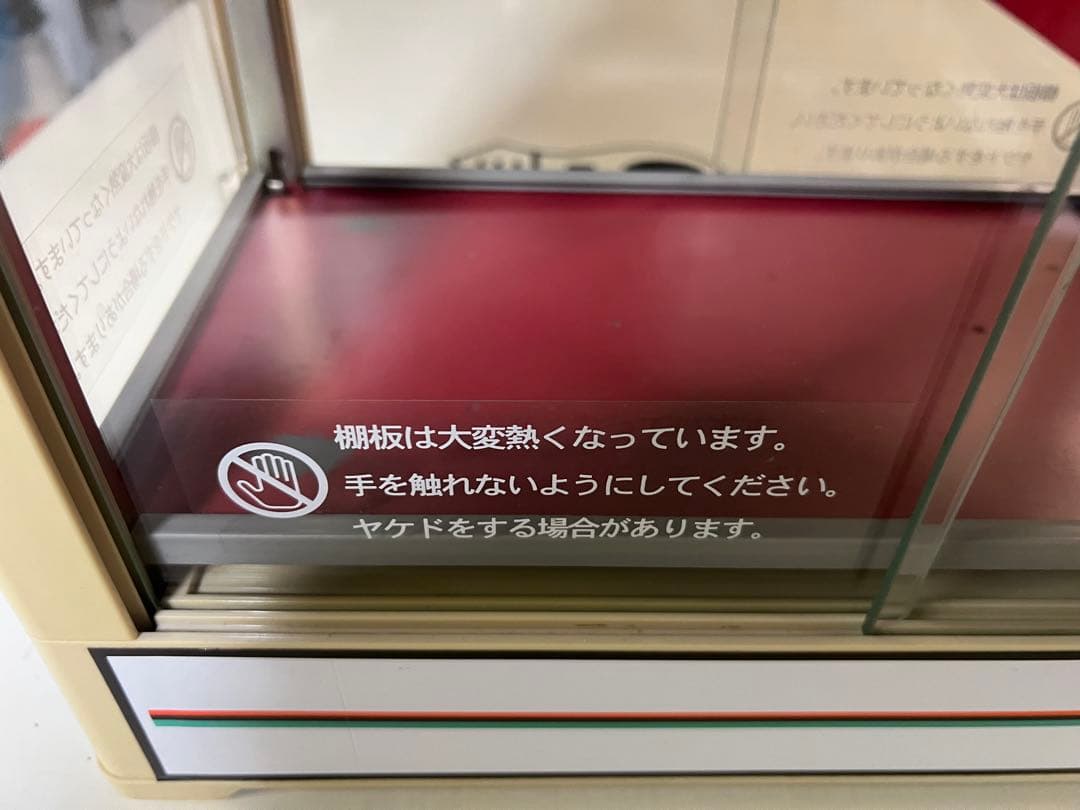 棚板は大変熱くなっています。
手を触れないようにしてください。
ヤケドをする場合があります。